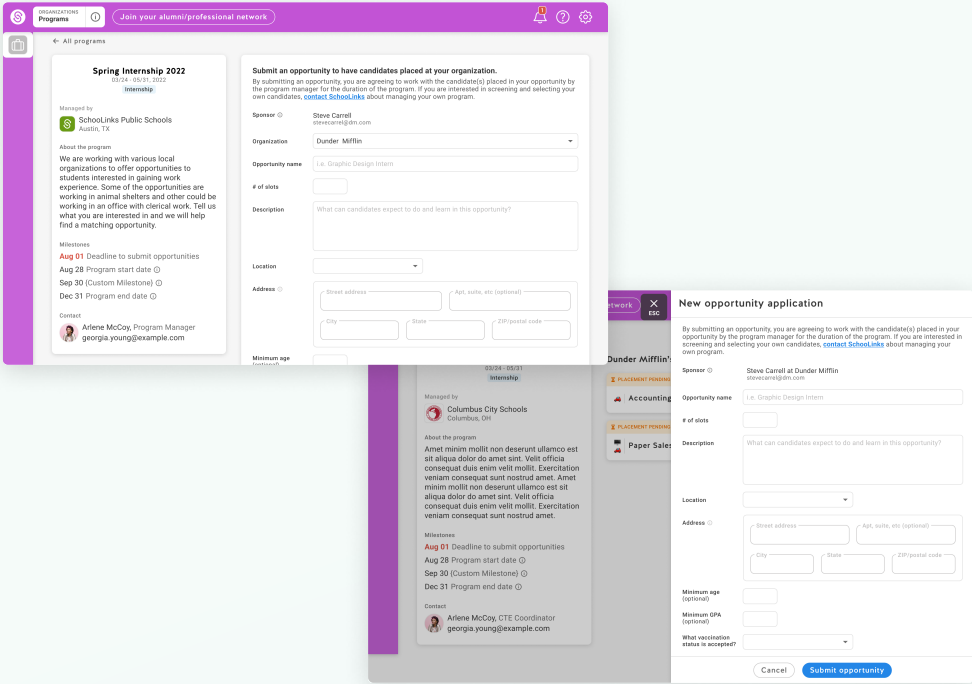 ORGANIZATIONS
Programs
Join your alumni/professional network
1
← All programs
Spring Internship 2022
03/24 - 05/31, 2022
Internship
Managed by
SchooLinks Public Schools
Austin, TX
About the program
We are working with various local
organizations to offer opportunities to
students interested in gaining work
experience. Some of the opportunities are
working in animal shelters and other could be
working in an office with clerical work. Tell us
what you are interested in and we will help
find a matching opportunity.
Milestones
Aug 01 Deadline to submit opportunities
Aug 28 Program start date
Sep 30 (Custom Milestone)
Dec 31 Program end date
Contact
Arlene McCoy, Program Manager
georgia.young@example.com
Submit an opportunity to have candidates placed at your organization.
By submitting an opportunity, you are agreeing to work with the candidate(s) placed in your opportunity by
the program manager for the duration of the program. If you are interested in screening and selecting your
own candidates, contact SchooLinks about managing your own program.
Sponsor
Steve Carrell
stevecarrel@dm.com
Organization
Dunder Mifflin
Opportunity name
i.e. Graphic Design Intern
# of slots
Description
What can candidates expect to do and learn in this opportunity?
Location
Address
Street address
Apt, suite, etc (optional)
City
State
ZIP/postal code
Minimum age
(optional)
03/24 - 05/31
Internship
Managed by
Columbus City Schools
Columbus, OH
About the program
Amet minim mollit non deserunt ullamco est
sit aliqua dolor do amet sint. Velit officia
consequat duis enim velit mollit. Exercitation
veniam consequat sunt nostrud amet. Amet
minim mollit non deserunt ullamco est sit
aliqua dolor do amet sint. Velit officia
consequat duis enim velit mollit. Exercitation
veniam consequat sunt nostrud amet.
Milestones
Aug 01 Deadline to submit opportunities
Aug 28 Program start date
Sep 30 (Custom Milestone)
Dec 31 Program end date
Contact
Arlene McCoy, CTE Coordinator
georgia.young@example.com
etwork
Dunder Mifflin's
PLACEMENT PENDING
Accounting
PLACEMENT PENDING
Paper Sales
ESC
New opportunity application
By submitting an opportunity, you are agreeing to work with the candidate(s) placed in your
opportunity by the program manager for the duration of the program. If you are interested in
screening and selecting your own candidates, contact SchooLinks about managing your
own program.
Sponsor
Steve Carrell at Dunder Mifflin
stevecarrel@dm.com
Opportunity name
i.e. Graphic Design Intern
# of slots
Description
What can candidates expect to do and learn in this opportunity?
Location
Address
Street address
Apt, suite, etc (optional)
City
State
ZIP/postal code
Minimum age
(optional)
Minimum GPA
(optional)
What vaccination
status is accepted?
Cancel
Submit opportunity